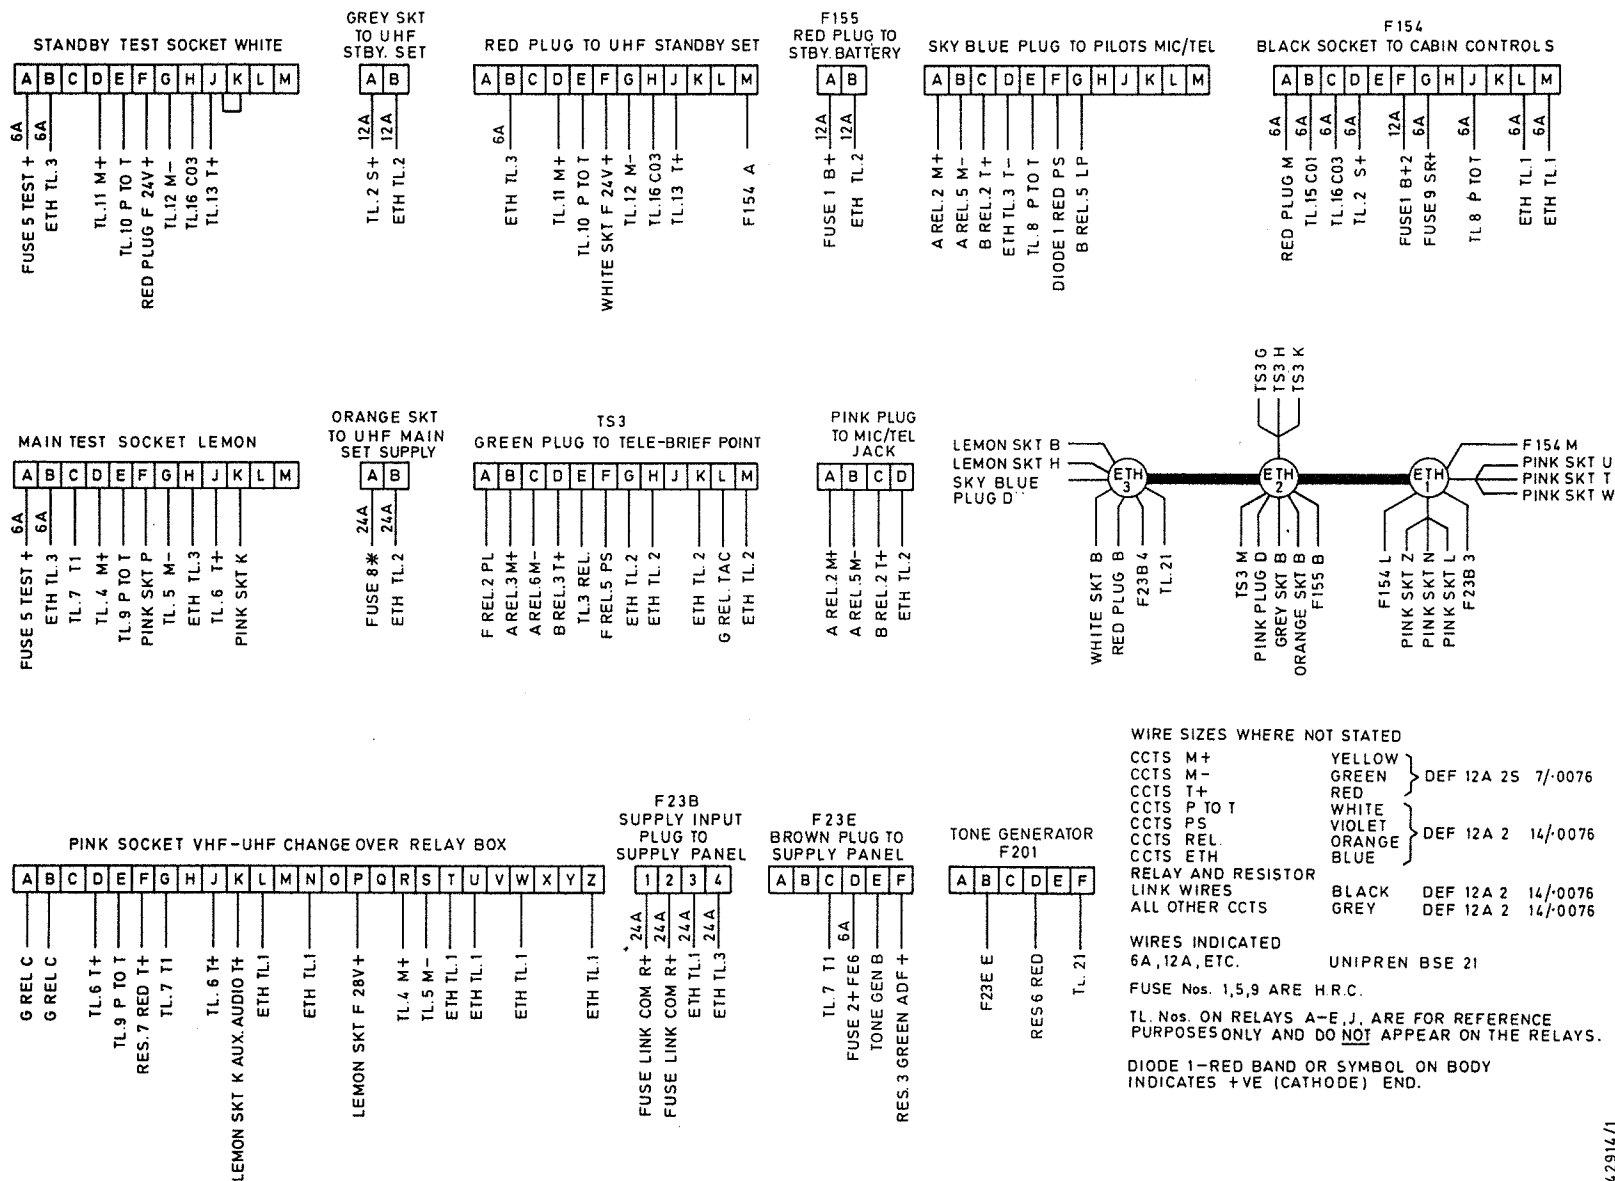 STANDBY TEST SOCKET WHITE
A B C D E F G H J K L M
6A
6A
FUSE 5 TEST +
ETH TL.3
TL.11 M+
TL.10 P TO T
RED PLUG F 24V+
TL.12 M-
TL.16 C03
TL.13 T+
GREY SKT
TO UHF
STBY. SET
A B
12A
12A
TL. 2 S+
ETH TL.2
RED PLUG TO UHF STANDBY SET
A B C D E F G H J K L M
6A
ETH TL.3
TL.11 M+
TL.10 P TO T
WHITE SKT F 24V+
TL.12 M-
TL.16 C03
TL.13 T+
F154 A
F155
RED PLUG TO
STBY. BATTERY
A B
12A
12A
FUSE 1 B+
ETH TL.2
SKY BLUE PLUG TO PILOTS MIC/TEL
A B C D E F G H J K L M
A REL.2 M+
A REL.5 M-
B REL.2 T+
ETH TL.3 T-
TL.8 P TO T
DIODE 1 RED PS
B REL.5 LP
F154
BLACK SOCKET TO CABIN CONTROLS
A B C D E F G H J K L M
6A
6A
6A
6A
12A
6A
6A
6A
6A
RED PLUG M
TL.15 C01
TL.16 C03
TL.2 S+
FUSE1 B+2
FUSE 9 SR+
TL.8 P TO T
ETH TL.1
ETH TL.1
MAIN TEST SOCKET LEMON
A B C D E F G H J K L M
6A
6A
FUSE 5 TEST +
ETH TL.3
TL.7 T1
TL.4 M+
TL.9 P TO T
PINK SKT P
TL.5 M-
ETH TL.3
TL.6 T+
PINK SKT K
ORANGE SKT
TO UHF MAIN
SET SUPPLY
A B
24A
24A
FUSE 8*
ETH TL.2
TS3
GREEN PLUG TO TELE-BRIEF POINT
A B C D E F G H J K L M
F REL.2 PL
A REL.3 M+
A REL.6 M-
B REL.3 T+
TL.3 REL.
F REL.5 PS
ETH TL.2
ETH TL.2
ETH TL.2
G REL. TAC
ETH TL.2
PINK PLUG
TO MIC/TEL
JACK
A B C D
A REL.2 M+
A REL.5 M-
B REL.2 T+
ETH TL.2
TS3 G
TS3 H
TS3 K
LEMON SKT B
LEMON SKT H
SKY BLUE
PLUG D
ETH
3
ETH
2
ETH
1
F154 M
PINK SKT U
PINK SKT T
PINK SKT W
WHITE SKT B
RED PLUG B
F23B 4
TL. 21
TS3 M
PINK PLUG D
GREY SKT B
ORANGE SKT B
F155 B
F154 L
PINK SKT Z
PINK SKT N
PINK SKT L
F23B 3
PINK SOCKET VHF-UHF CHANGE OVER RELAY BOX
A B C D E F G H J K L M N O P Q R S T U V W X Y Z
G REL C
G REL C
TL.6 T+
TL.9 P TO T
RES. 7 RED T+
TL.7 T1
TL. 6 T+
LEMON SKT K AUX. AUDIO T+
ETH TL.1
ETH TL.1
LEMON SKT F 28V+
TL.4 M+
TL.5 M-
ETH TL.1
ETH TL.1
ETH TL.1
ETH TL.1
F23B
SUPPLY INPUT
PLUG TO
SUPPLY PANEL
1 2 3 4
24A
24A
24A
24A
FUSE LINK COM R+
FUSE LINK COM R+
ETH TL.1
ETH TL.3
F23E
BROWN PLUG TO
SUPPLY PANEL
A B C D E F
6A
TL.7 T1
FUSE 2+ FE6
TONE GEN B
RES. 3 GREEN ADF +
TONE GENERATOR
F201
A B C D E F
F23E E
RES 6 RED
TL. 21
WIRE SIZES WHERE NOT STATED
CCTS M+ YELLOW
CCTS M- GREEN DEF 12A 2S 7/·0076
CCTS T+ RED
CCTS P TO T WHITE
CCTS PS VIOLET
CCTS REL. ORANGE DEF 12A 2 14/·0076
CCTS ETH BLUE
RELAY AND RESISTOR
LINK WIRES BLACK DEF 12A 2 14/·0076
ALL OTHER CCTS GREY DEF 12A 2 14/·0076
WIRES INDICATED
6A, 12A, ETC. UNIPREN BSE 21
FUSE Nos. 1,5,9 ARE H.R.C.
TL. Nos. ON RELAYS A-E, J, ARE FOR REFERENCE
PURPOSES ONLY AND DO NOT APPEAR ON THE RELAYS.
DIODE 1-RED BAND OR SYMBOL ON BODY
INDICATES +VE (CATHODE) END.
42914/1